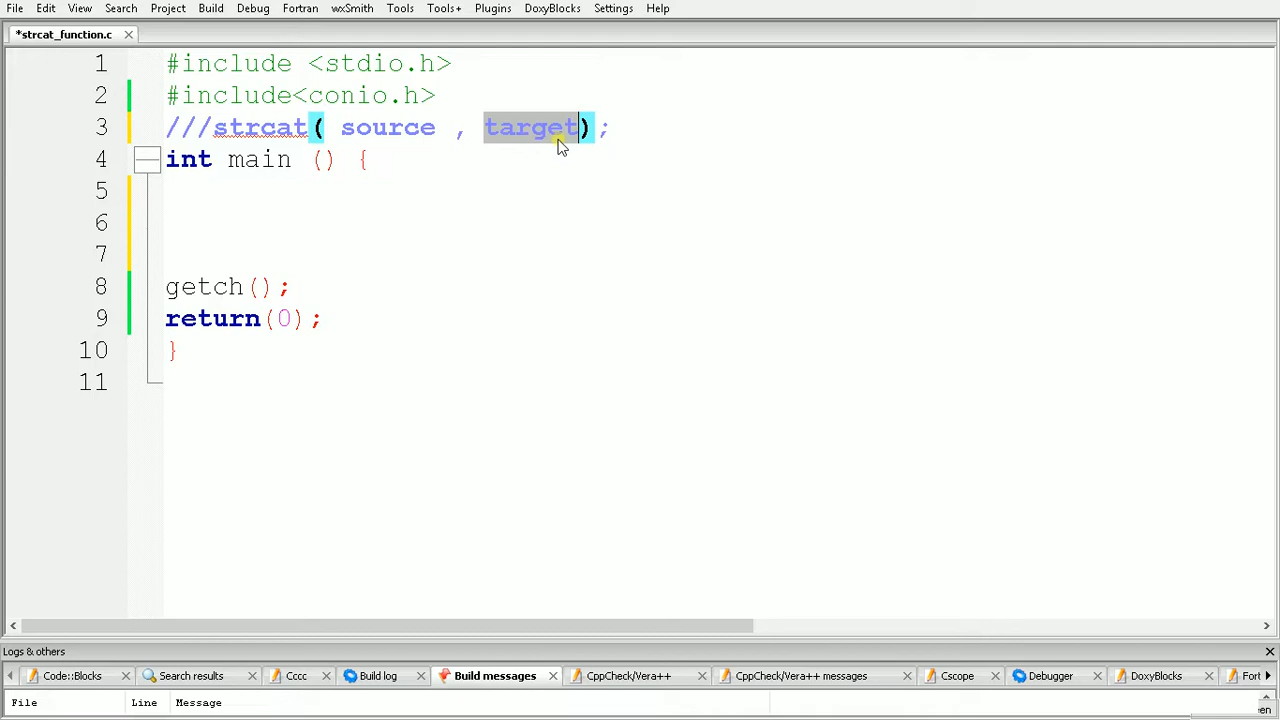 File Edit View Search Project Build Debug Fortran wxSmith Tools Tools+ Plugins DoxyBlocks Settings Help
*strcat_function.c
1 #include <stdio.h>
2 #include<conio.h>
3 ///strcat( source , target);
4 int main () {
5
6
7
8 getch();
9 return(0);
10 }
11
Logs & others
Code::Blocks Search results Cccc Build log Build messages CppCheck/Vera++ CppCheck/Vera++ messages Cscope Debugger DoxyBlocks Fort
File Line Message
en